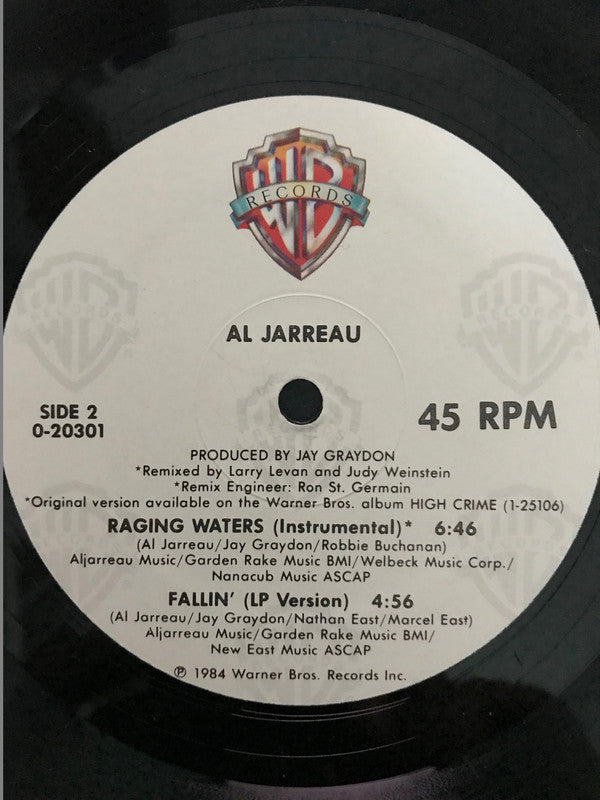 WB
RECORDS
AL JARREAU
SIDE 2
0-20301
45 RPM
PRODUCED BY JAY GRAYDON
*Remixed by Larry Levan and Judy Weinstein
*Remix Engineer: Ron St. Germain
*Original version available on the Warner Bros. album HIGH CRIME (1-25106)
RAGING WATERS (Instrumental)* 6:46
(Al Jarreau/Jay Graydon/Robbie Buchanan)
Aljarreau Music/Garden Rake Music BMI/Welbeck Music Corp./
Nanacub Music ASCAP
FALLIN' (LP Version) 4:56
(Al Jarreau/Jay Graydon/Nathan East/Marcel East)
Aljarreau Music/Garden Rake Music BMI/
New East Music ASCAP
℗ 1984 Warner Bros. Records Inc.